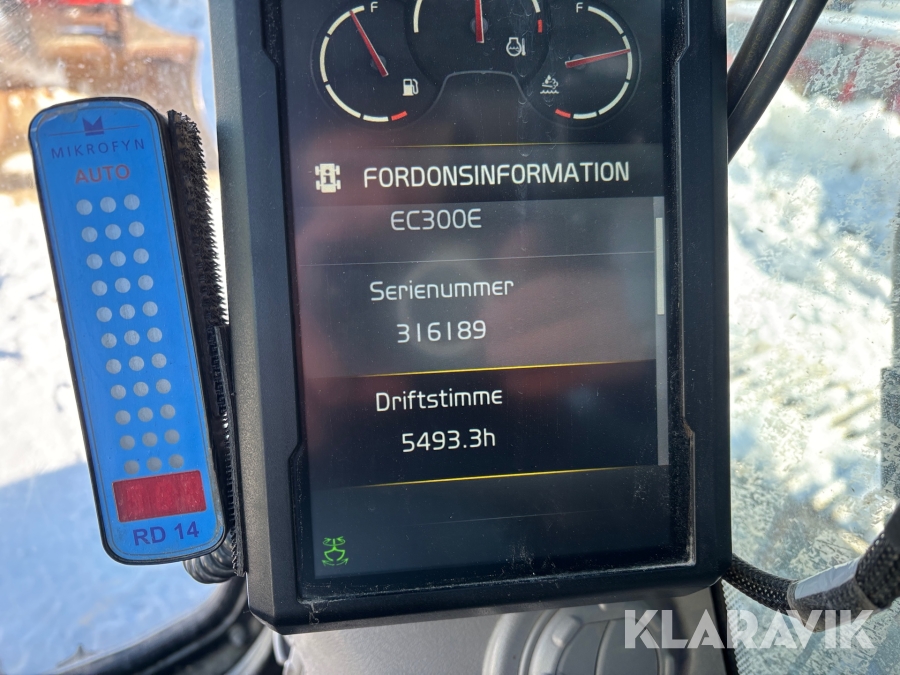 F
F
MIKROFYN
AUTO
FORDONSINFORMATION
EC300E
Serienummer
316189
Driftstimme
5493.3h
RD 14
KLARAVIK